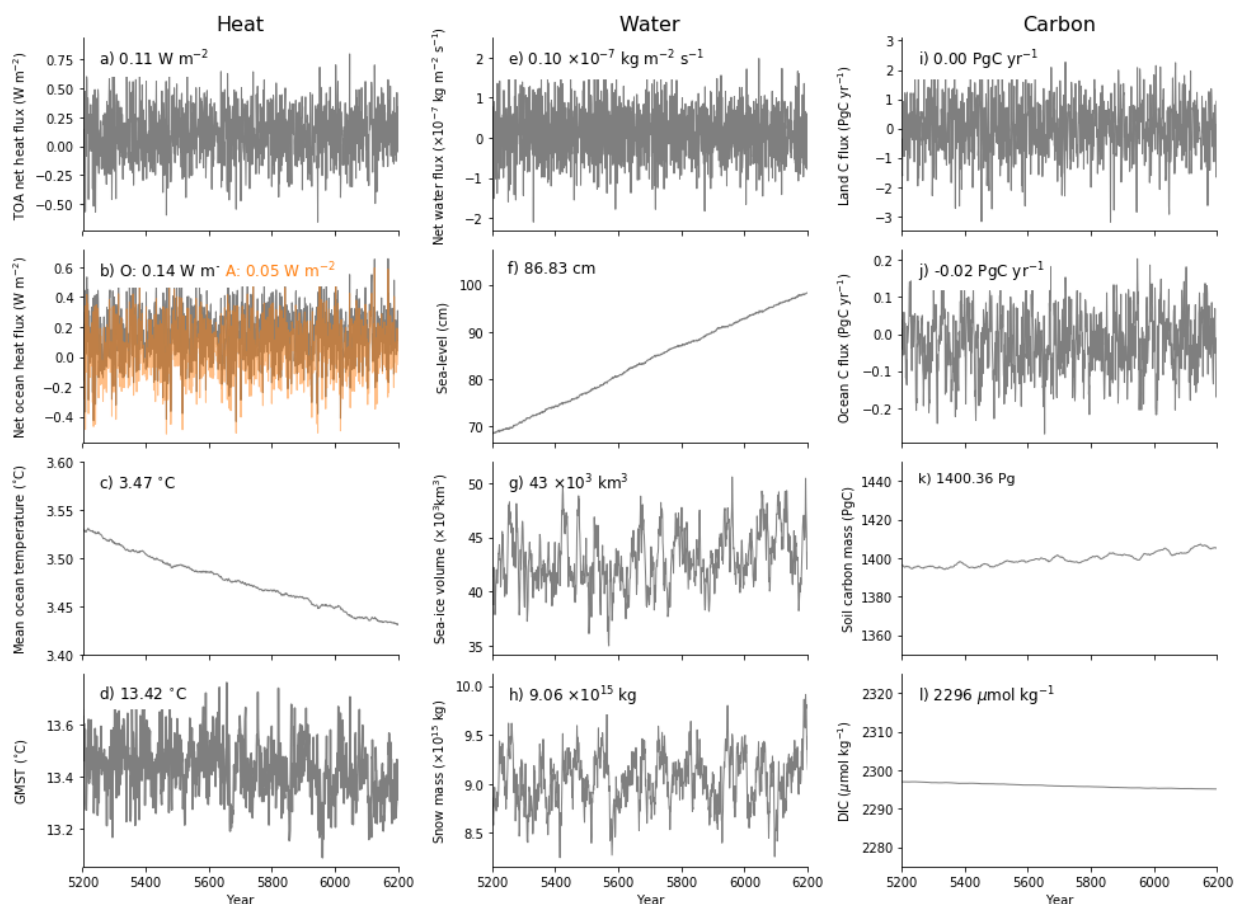 Heat
Water
Carbon
a) 0.11 W m⁻²
TOA net heat flux (W m⁻²)
0.75
0.50
0.25
0.00
−0.25
−0.50
e) 0.10 ×10⁻⁷ kg m⁻² s⁻¹
Net water flux (×10⁻⁷ kg m⁻² s⁻¹)
2
1
0
−1
−2
i) 0.00 PgC yr⁻¹
Land C flux (PgC yr⁻¹)
3
2
1
0
−1
−2
−3
b) O: 0.14 W m⁻ A: 0.05 W m⁻²
Net ocean heat flux (W m⁻²)
0.6
0.4
0.2
0.0
−0.2
−0.4
f) 86.83 cm
Sea-level (cm)
100
90
80
70
j) -0.02 PgC yr⁻¹
Ocean C flux (PgC yr⁻¹)
0.2
0.1
0.0
−0.1
−0.2
c) 3.47 ˚C
Mean ocean temperature (˚C)
3.60
3.55
3.50
3.45
3.40
g) 43 ×10³ km³
Sea-ice volume (×10³km³)
50
45
40
35
k) 1400.36 Pg
Soil carbon mass (PgC)
1440
1420
1400
1380
1360
d) 13.42 ˚C
GMST (˚C)
13.6
13.4
13.2
5200 5400 5600 5800 6000 6200
Year
h) 9.06 ×10¹⁵ kg
Snow mass (×10¹⁵ kg)
10.0
9.5
9.0
8.5
5200 5400 5600 5800 6000 6200
Year
l) 2296 μmol kg⁻¹
DIC (μmol kg⁻¹)
2320
2310
2300
2290
2280
5200 5400 5600 5800 6000 6200
Year